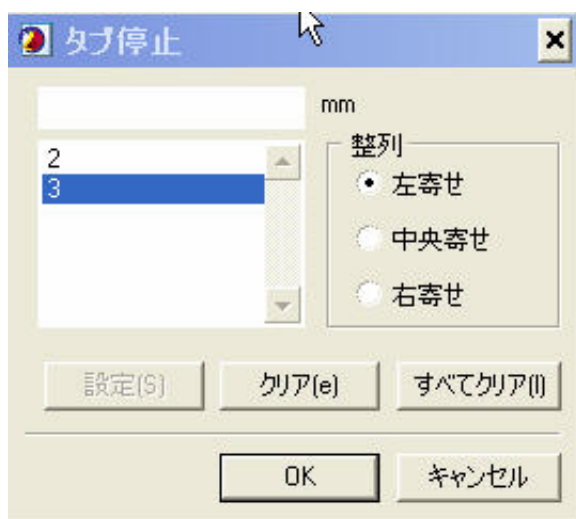 タブ停止
mm
2
3
整列
左寄せ
中央寄せ
右寄せ
設定(S)
クリア(e)
すべてクリア(l)
OK
キャンセル